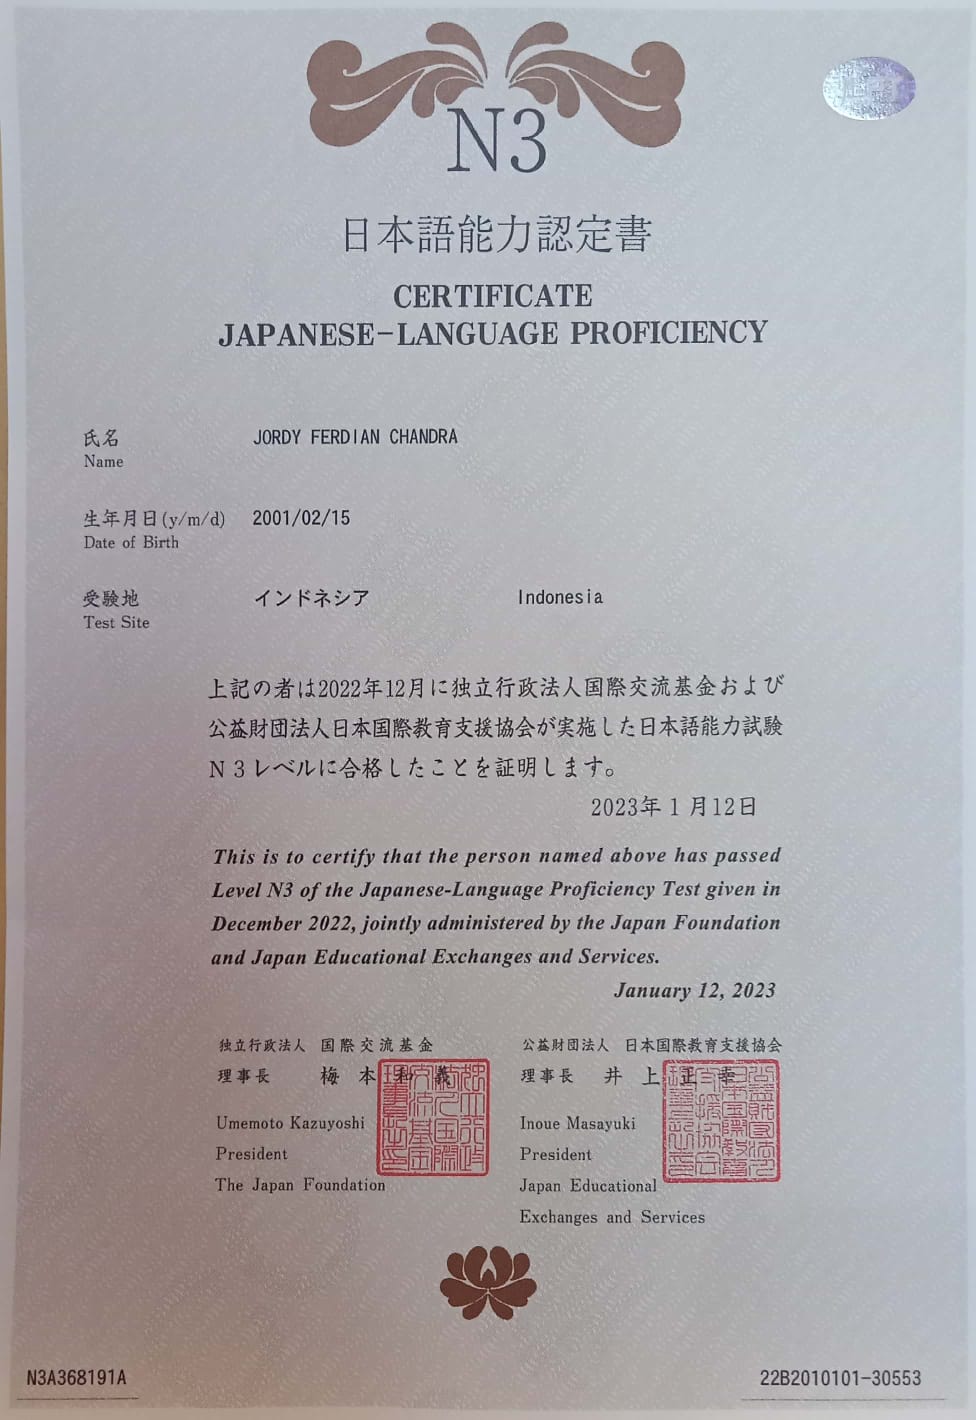 N3
日本語能力認定書
CERTIFICATE
JAPANESE-LANGUAGE PROFICIENCY
氏名 JORDY FERDIAN CHANDRA
Name
生年月日(y/m/d) 2001/02/15
Date of Birth
受験地 インドネシア Indonesia
Test Site
上記の者は2022年12月に独立行政法人国際交流基金および
公益財団法人日本国際教育支援協会が実施した日本語能力試験
N3レベルに合格したことを証明します。
2023年1月12日
This is to certify that the person named above has passed
Level N3 of the Japanese-Language Proficiency Test given in
December 2022, jointly administered by the Japan Foundation
and Japan Educational Exchanges and Services.
January 12, 2023
独立行政法人 国際交流基金
理事長 梅本和義
Umemoto Kazuyoshi
President
The Japan Foundation
公益財団法人 日本国際教育支援協会
理事長 井上正幸
Inoue Masayuki
President
Japan Educational
Exchanges and Services
N3A368191A
22B2010101-30553